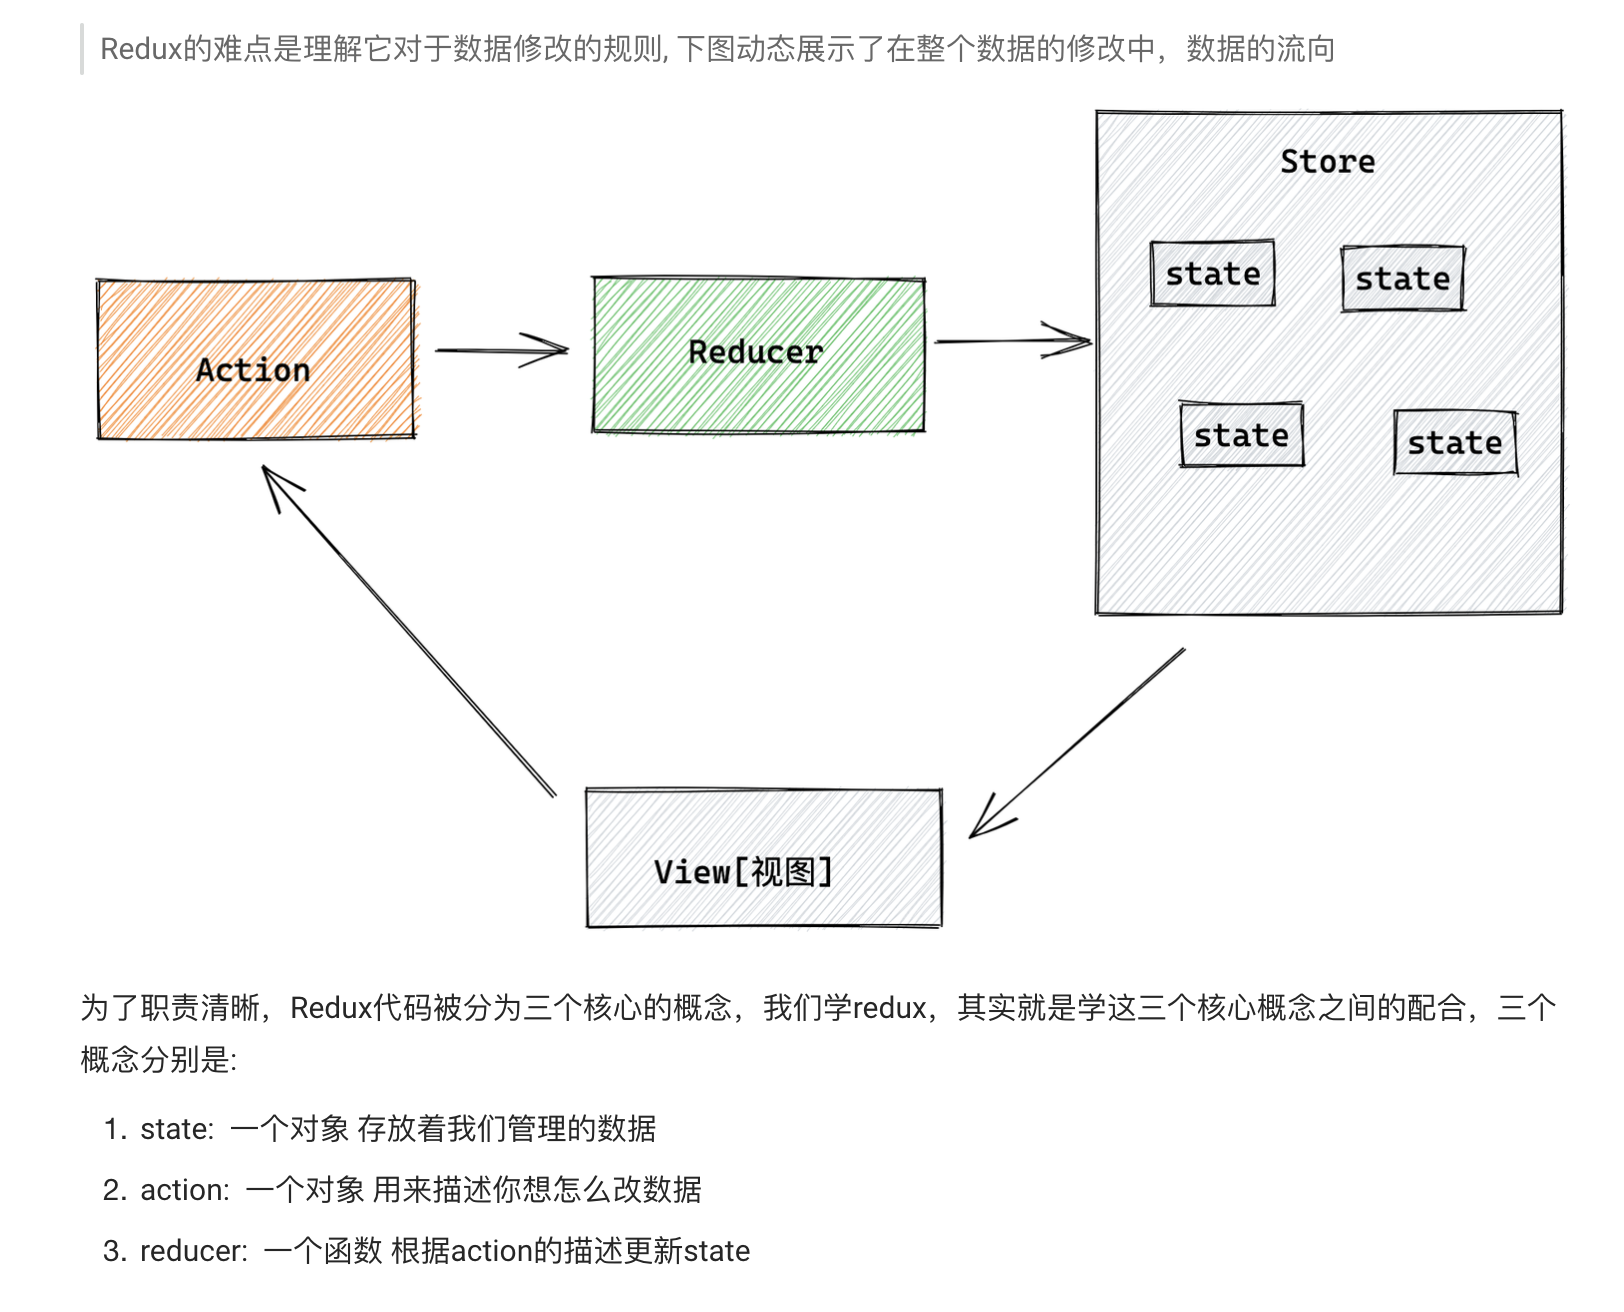 Redux的难点是理解它对于数据修改的规则, 下图动态展示了在整个数据的修改中，数据的流向
Store
state
state
Action
Reducer
state
state
View[视图]
为了职责清晰，Redux代码被分为三个核心的概念，我们学redux，其实就是学这三个核心概念之间的配合，三个
概念分别是:
1. state: 一个对象 存放着我们管理的数据
2. action: 一个对象 用来描述你想怎么改数据
3. reducer: 一个函数 根据action的描述更新state